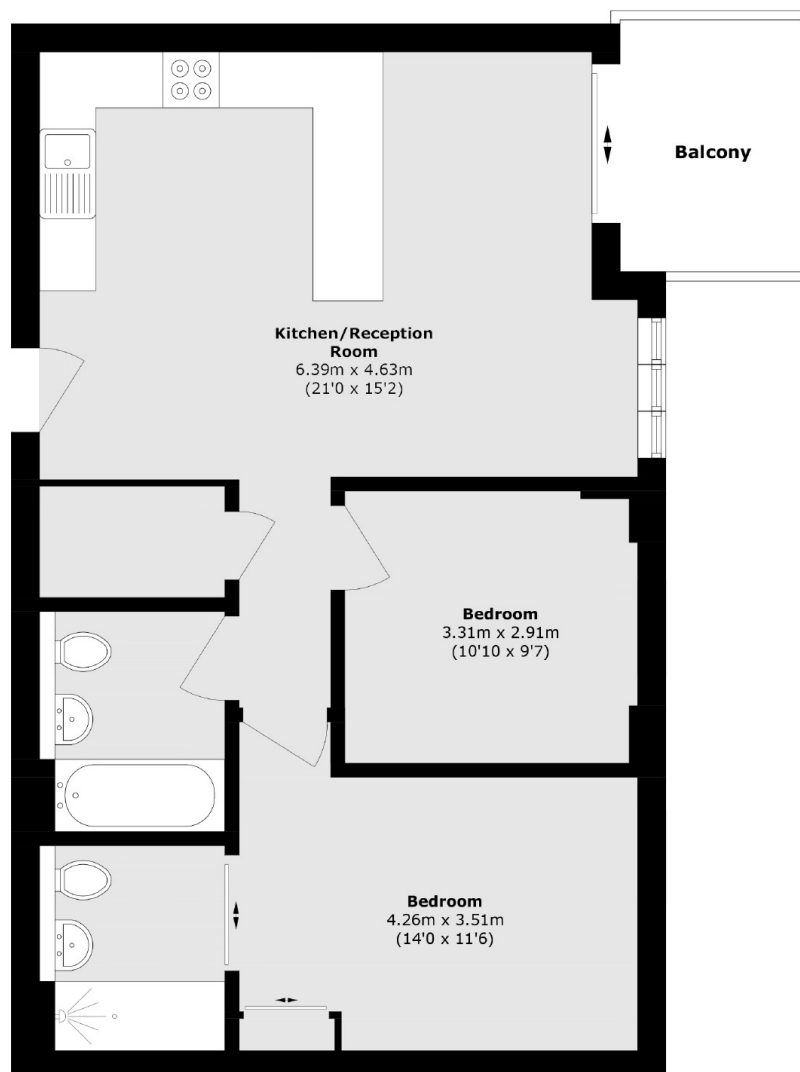 Balcony
Kitchen/Reception
Room
6.39m x 4.63m
(21'0 x 15'2)
Bedroom
3.31m x 2.91m
(10'10 x 9'7)
Bedroom
4.26m x 3.51m
(14'0 x 11'6)